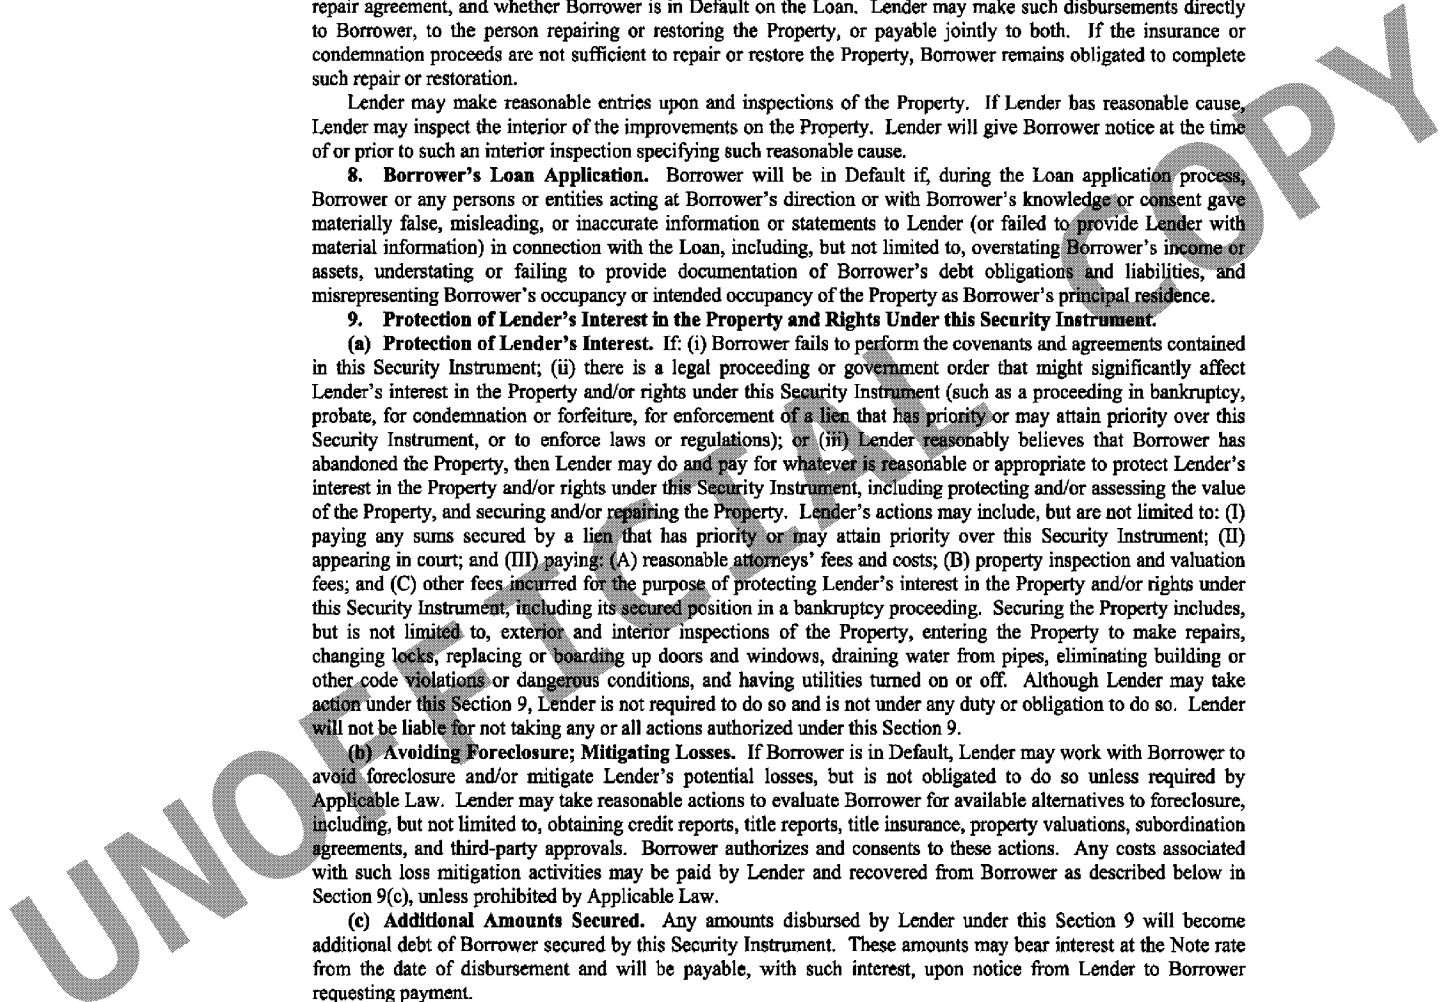 repair agreement, and whether Borrower is in Default on the Loan. Lender may make such disbursements directly
to Borrower, to the person repairing or restoring the Property, or payable jointly to both. If the insurance or
condemnation proceeds are not sufficient to repair or restore the Property, Borrower remains obligated to complete
such repair or restoration.
Lender may make reasonable entries upon and inspections of the Property. If Lender has reasonable cause,
Lender may inspect the interior of the improvements on the Property. Lender will give Borrower notice at the time
of or prior to such an interior inspection specifying such reasonable cause.
8. Borrower's Loan Application. Borrower will be in Default if, during the Loan application process,
Borrower or any persons or entities acting at Borrower's direction or with Borrower's knowledge or consent gave
materially false, misleading, or inaccurate information or statements to Lender (or failed to provide Lender with
material information) in connection with the Loan, including, but not limited to, overstating Borrower's income or
assets, understating or failing to provide documentation of Borrower's debt obligations and liabilities, and
misrepresenting Borrower's occupancy or intended occupancy of the Property as Borrower's principal residence.
9. Protection of Lender's Interest in the Property and Rights Under this Security Instrument.
(a) Protection of Lender's Interest. If: (i) Borrower fails to perform the covenants and agreements contained
in this Security Instrument; (ii) there is a legal proceeding or government order that might significantly affect
Lender's interest in the Property and/or rights under this Security Instrument (such as a proceeding in bankruptcy,
probate, for condemnation or forfeiture, for enforcement of a lien that has priority or may attain priority over this
Security Instrument, or to enforce laws or regulations); or (iii) Lender reasonably believes that Borrower has
abandoned the Property, then Lender may do and pay for whatever is reasonable or appropriate to protect Lender's
interest in the Property and/or rights under this Security Instrument, including protecting and/or assessing the value
of the Property, and securing and/or repairing the Property. Lender's actions may include, but are not limited to: (I)
paying any sums secured by a lien that has priority or may attain priority over this Security Instrument; (II)
appearing in court; and (III) paying: (A) reasonable attorneys' fees and costs; (B) property inspection and valuation
fees; and (C) other fees incurred for the purpose of protecting Lender's interest in the Property and/or rights under
this Security Instrument, including its secured position in a bankruptcy proceeding. Securing the Property includes,
but is not limited to, exterior and interior inspections of the Property, entering the Property to make repairs,
changing locks, replacing or boarding up doors and windows, draining water from pipes, eliminating building or
other code violations or dangerous conditions, and having utilities turned on or off. Although Lender may take
action under this Section 9, Lender is not required to do so and is not under any duty or obligation to do so. Lender
will not be liable for not taking any or all actions authorized under this Section 9.
(b) Avoiding Foreclosure; Mitigating Losses. If Borrower is in Default, Lender may work with Borrower to
avoid foreclosure and/or mitigate Lender's potential losses, but is not obligated to do so unless required by
Applicable Law. Lender may take reasonable actions to evaluate Borrower for available alternatives to foreclosure,
including, but not limited to, obtaining credit reports, title reports, title insurance, property valuations, subordination
agreements, and third-party approvals. Borrower authorizes and consents to these actions. Any costs associated
with such loss mitigation activities may be paid by Lender and recovered from Borrower as described below in
Section 9(c), unless prohibited by Applicable Law.
(c) Additional Amounts Secured. Any amounts disbursed by Lender under this Section 9 will become
additional debt of Borrower secured by this Security Instrument. These amounts may bear interest at the Note rate
from the date of disbursement and will be payable, with such interest, upon notice from Lender to Borrower
requesting payment.
UNOFFICIAL COPY